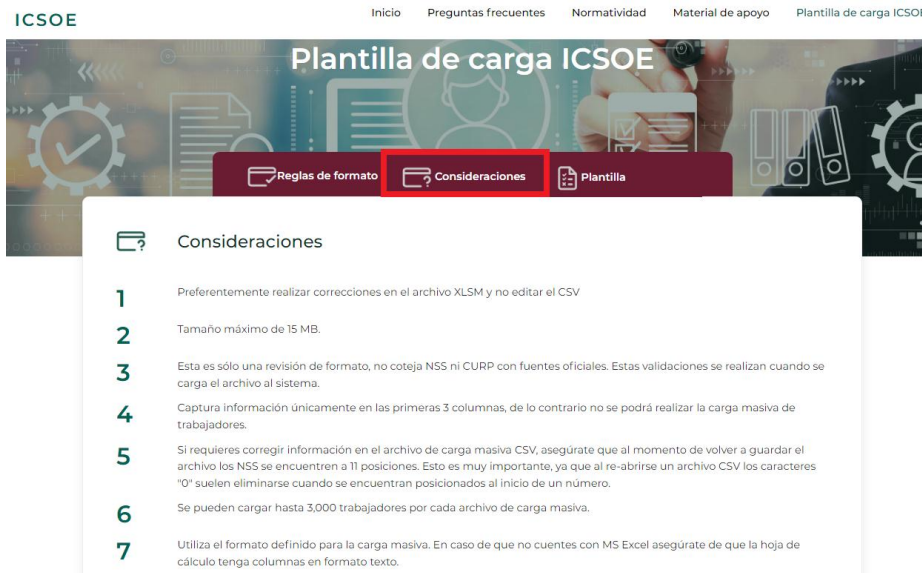 ICSOE
Inicio Preguntas frecuentes Normatividad Material de apoyo Plantilla de carga ICSOE
Plantilla de carga ICSOE
Reglas de formato Consideraciones Plantilla
Consideraciones
1 Preferentemente realizar correcciones en el archivo XLSM y no editar el CSV
2 Tamaño máximo de 15 MB.
3 Esta es sólo una revisión de formato, no coteja NSS ni CURP con fuentes oficiales. Estas validaciones se realizan cuando se
carga el archivo al sistema.
4 Captura información únicamente en las primeras 3 columnas, de lo contrario no se podrá realizar la carga masiva de
trabajadores.
5 Si requieres corregir información en el archivo de carga masiva CSV, asegúrate que al momento de volver a guardar el
archivo los NSS se encuentren a 11 posiciones. Esto es muy importante, ya que al re-abrirse un archivo CSV los caracteres
"0" suelen eliminarse cuando se encuentran posicionados al inicio de un número.
6 Se pueden cargar hasta 3,000 trabajadores por cada archivo de carga masiva.
7 Utiliza el formato definido para la carga masiva. En caso de que no cuentes con MS Excel asegúrate de que la hoja de
cálculo tenga columnas en formato texto.